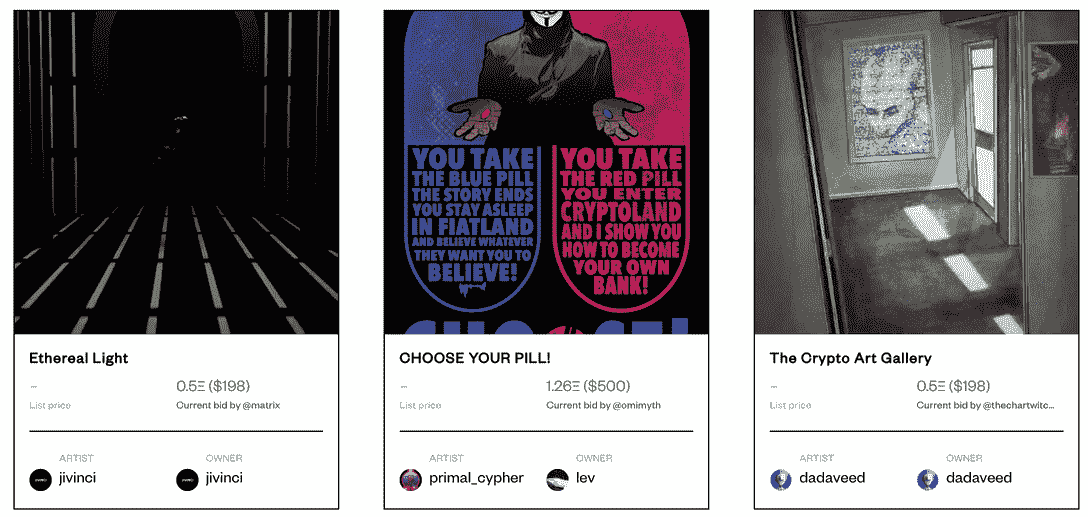 YOU TAKE
THE BLUE PILL
THE STORY ENDS
YOU STAY ASLEEP
IN FIATLAND
AND BELIEVE WHATEVER
THEY WANT YOU TO
BELIEVE!
YOU TAKE
THE RED PILL
YOU ENTER
CRYPTOLAND
AND I SHOW YOU
HOW TO BECOME
YOUR OWN
BANK!
Ethereal Light
-
0.5Ξ ($198)
List price
Current bid by @matrix
ARTIST
OWNER
jivinci
jivinci
CHOOSE YOUR PILL!
-
1.26Ξ ($500)
List price
Current bid by @omimyth
ARTIST
OWNER
primal_cypher
lev
The Crypto Art Gallery
-
0.5Ξ ($198)
List price
Current bid by @thechartwitc...
ARTIST
OWNER
dadaveed
dadaveed